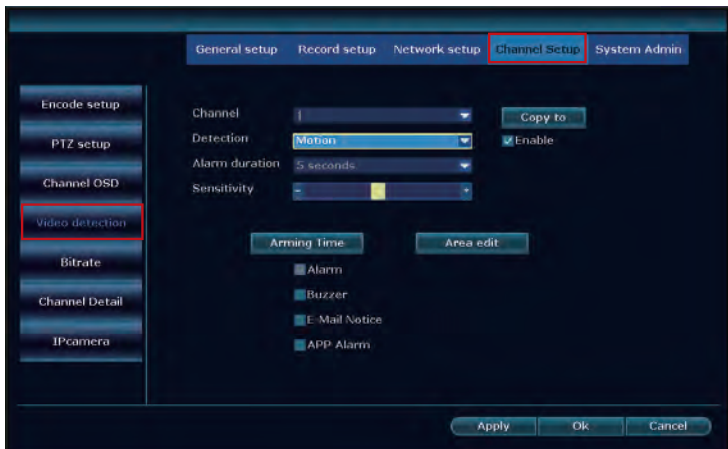 General setup Record setup Network setup Channel Setup System Admin
Encode setup
PTZ setup
Channel OSD
Video detection
Bitrate
Channel Detail
IPcamera
Channel 1 Copy to
Detection Motion Enable
Alarm duration 5 seconds
Sensitivity - +
Arming Time Area edit
Alarm
Buzzer
E-Mail Notice
APP Alarm
Apply Ok Cancel